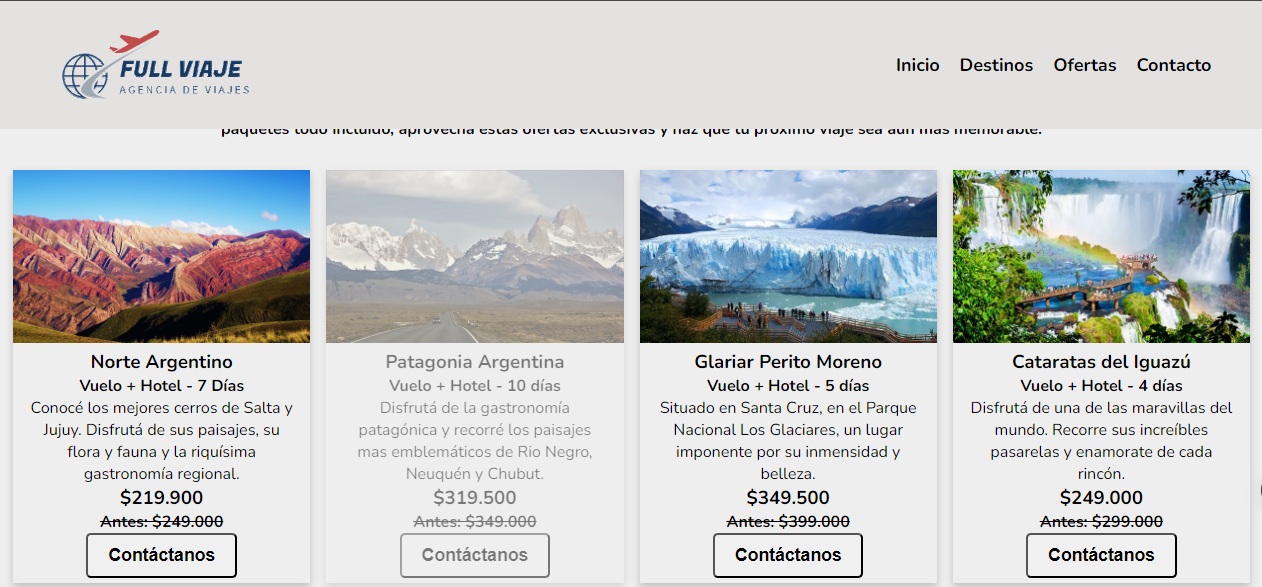 FULL VIAJE
AGENCIA DE VIAJES
Inicio Destinos Ofertas Contacto
paquetes todo incluido, aprovecha estas ofertas exclusivas y haz que tu próximo viaje sea aún más memorable.
Norte Argentino
Vuelo + Hotel - 7 Días
Conocé los mejores cerros de Salta y
Jujuy. Disfrutá de sus paisajes, su
flora y fauna y la riquísima
gastronomía regional.
$219.900
Antes: $249.000
Contáctanos
Patagonia Argentina
Vuelo + Hotel - 10 días
Disfrutá de la gastronomía
patagónica y recorré los paisajes
mas emblemáticos de Rio Negro,
Neuquén y Chubut.
$319.500
Antes: $349.000
Contáctanos
Glariar Perito Moreno
Vuelo + Hotel - 5 días
Situado en Santa Cruz, en el Parque
Nacional Los Glaciares, un lugar
imponente por su inmensidad y
belleza.
$349.500
Antes: $399.000
Contáctanos
Cataratas del Iguazú
Vuelo + Hotel - 4 días
Disfrutá de una de las maravillas del
mundo. Recorre sus increíbles
pasarelas y enamorate de cada
rincón.
$249.000
Antes: $299.000
Contáctanos